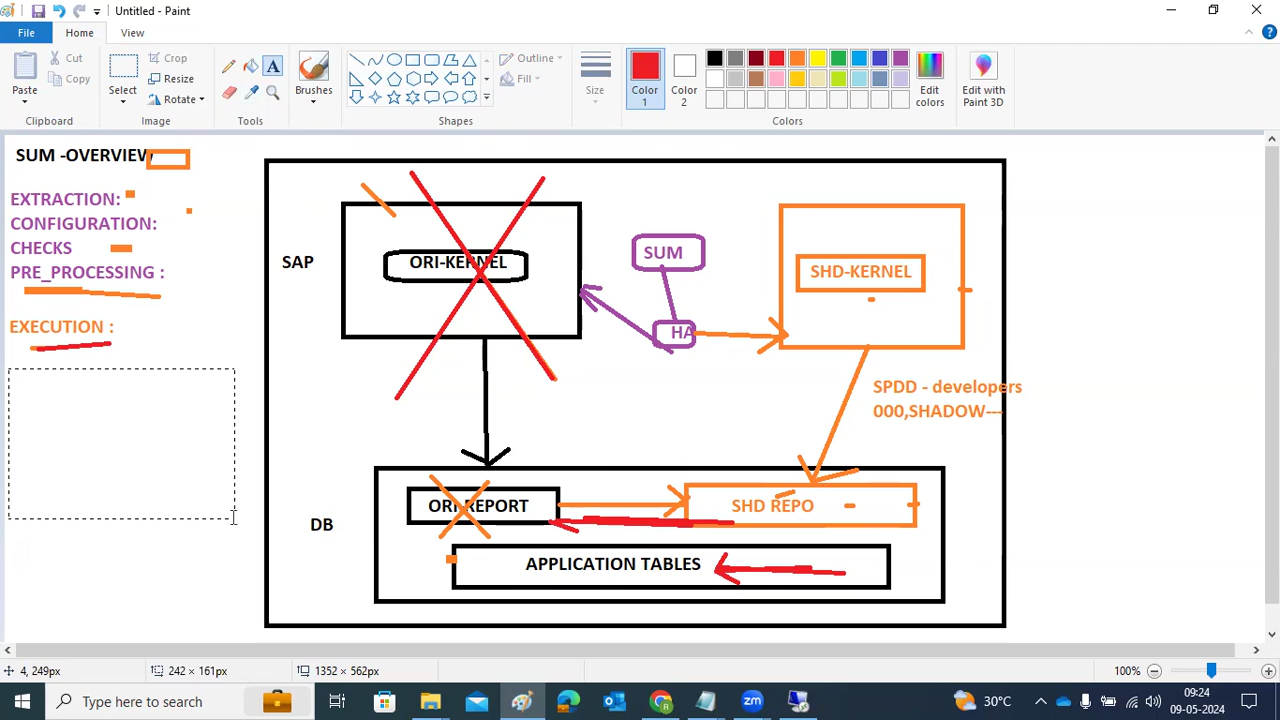 Untitled - Paint
File
Home
View
Paste
Cut
Copy
Clipboard
Select
Crop
Resize
Rotate
Image
A
Tools
Brushes
Outline
Fill
Shapes
Size
Color 1
Color 2
Edit colors
Colors
Edit with Paint 3D
SUM -OVERVIEW
EXTRACTION:
CONFIGURATION:
CHECKS
PRE_PROCESSING :
EXECUTION :
SAP
ORI-KERNEL
SUM
HA
SHD-KERNEL
SPDD - developers
000,SHADOW---
DB
ORI-REPORT
SHD REPO
APPLICATION TABLES
4, 249px
242 × 161px
1352 × 562px
100%
Type here to search
30°C
09:24
09-05-2024